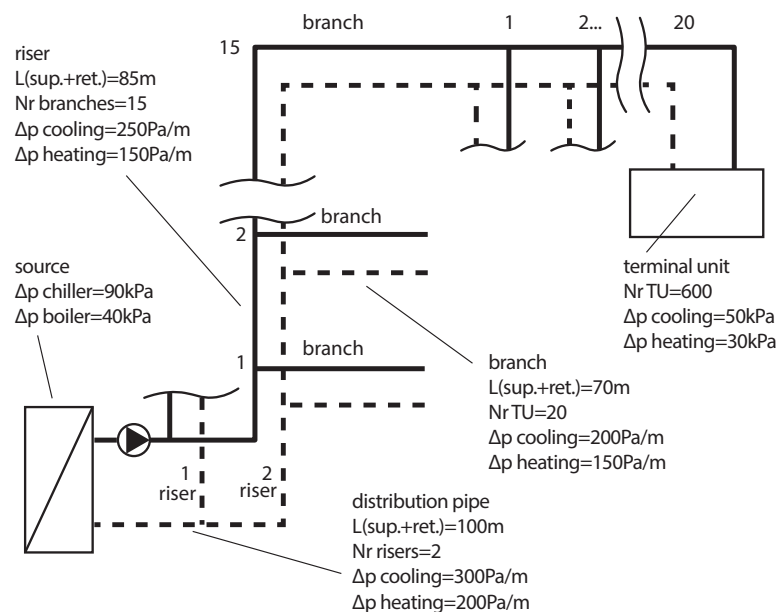 branch
1
2...
20
15
riser
L(sup.+ret.)=85m
Nr branches=15
Δp cooling=250Pa/m
Δp heating=150Pa/m
2
branch
source
Δp chiller=90kPa
Δp boiler=40kPa
terminal unit
Nr TU=600
Δp cooling=50kPa
Δp heating=30kPa
1
branch
branch
L(sup.+ret.)=70m
Nr TU=20
Δp cooling=200Pa/m
Δp heating=150Pa/m
1
riser
2
riser
distribution pipe
L(sup.+ret.)=100m
Nr risers=2
Δp cooling=300Pa/m
Δp heating=200Pa/m